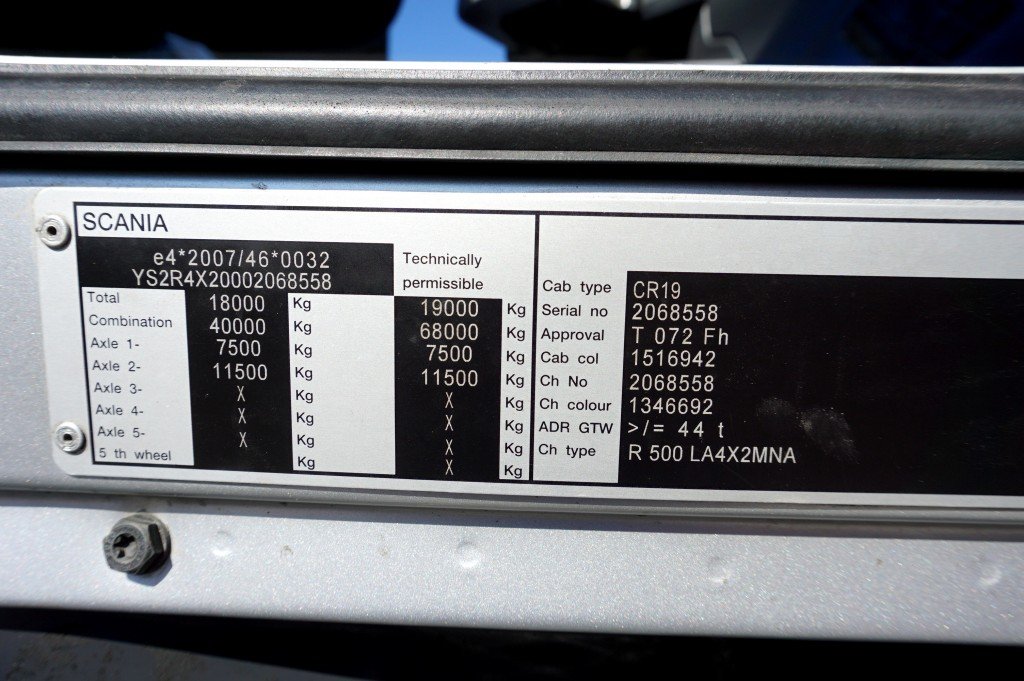 SCANIA
e4*2007/46*0032
YS2R4X20002068558
Technically
permissible
Total 18000 Kg 19000 Kg
Combination 40000 Kg 68000 Kg
Axle 1- 7500 Kg 7500 Kg
Axle 2- 11500 Kg 11500 Kg
Axle 3- X Kg X Kg
Axle 4- X Kg X Kg
Axle 5- X Kg X Kg
5 th wheel Kg X Kg
Cab type CR19
Serial no 2068558
Approval T 072 Fh
Cab col 1516942
Ch No 2068558
Ch colour 1346692
ADR GTW >/= 44 t
Ch type R 500 LA4X2MNA